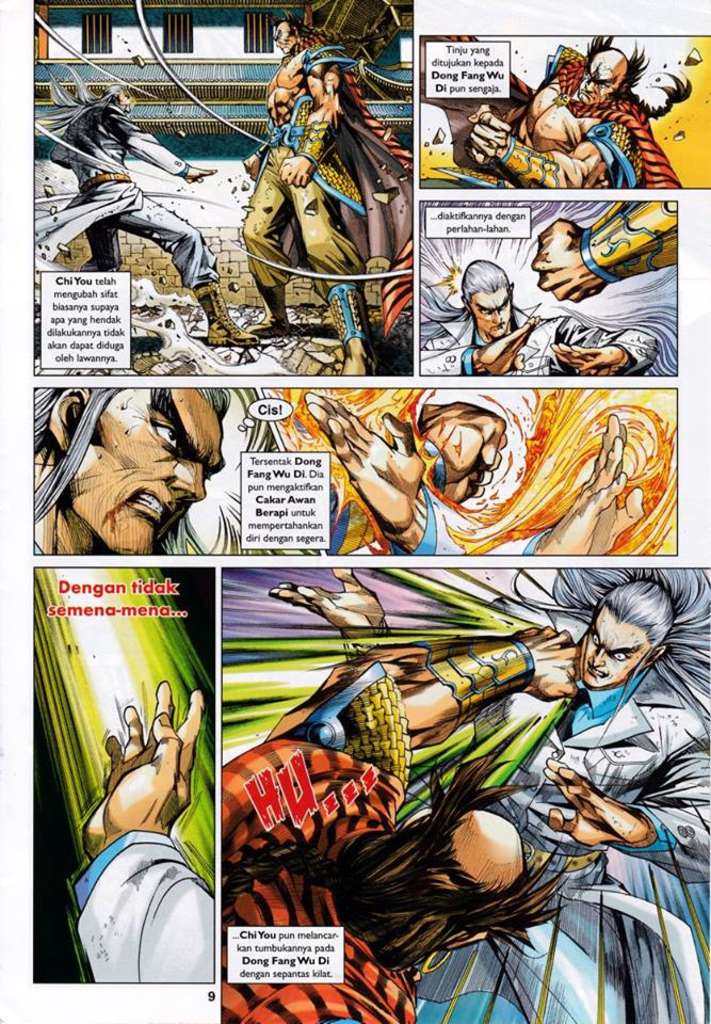 Chi You telah
mengubah sifat
biasanya supaya
apa yang hendak
dilakukannya tidak
akan dapat diduga
oleh lawannya.
Tinju yang
ditujukan kepada
Dong Fang Wu
Di pun sengaja.
...diaktifkannya dengan
perlahan-lahan.
Cis!
Tersentak Dong
Fang Wu Di. Dia
pun mengaktifkan
Cakar Awan
Berapi untuk
mempertahankan
diri dengan segera.
Dengan tidak
semena-mena...
HU...
...Chi You pun melancar-
kan tumbukannya pada
Dong Fang Wu Di
dengan sepantas kilat.
9